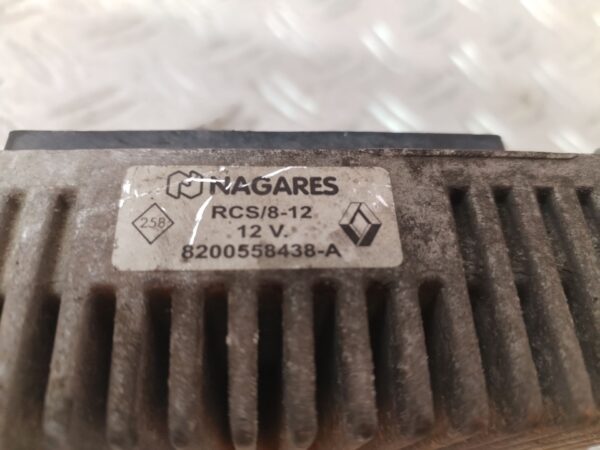 NAGARES
RCS/8-12
258
12 V.
8200558438-A